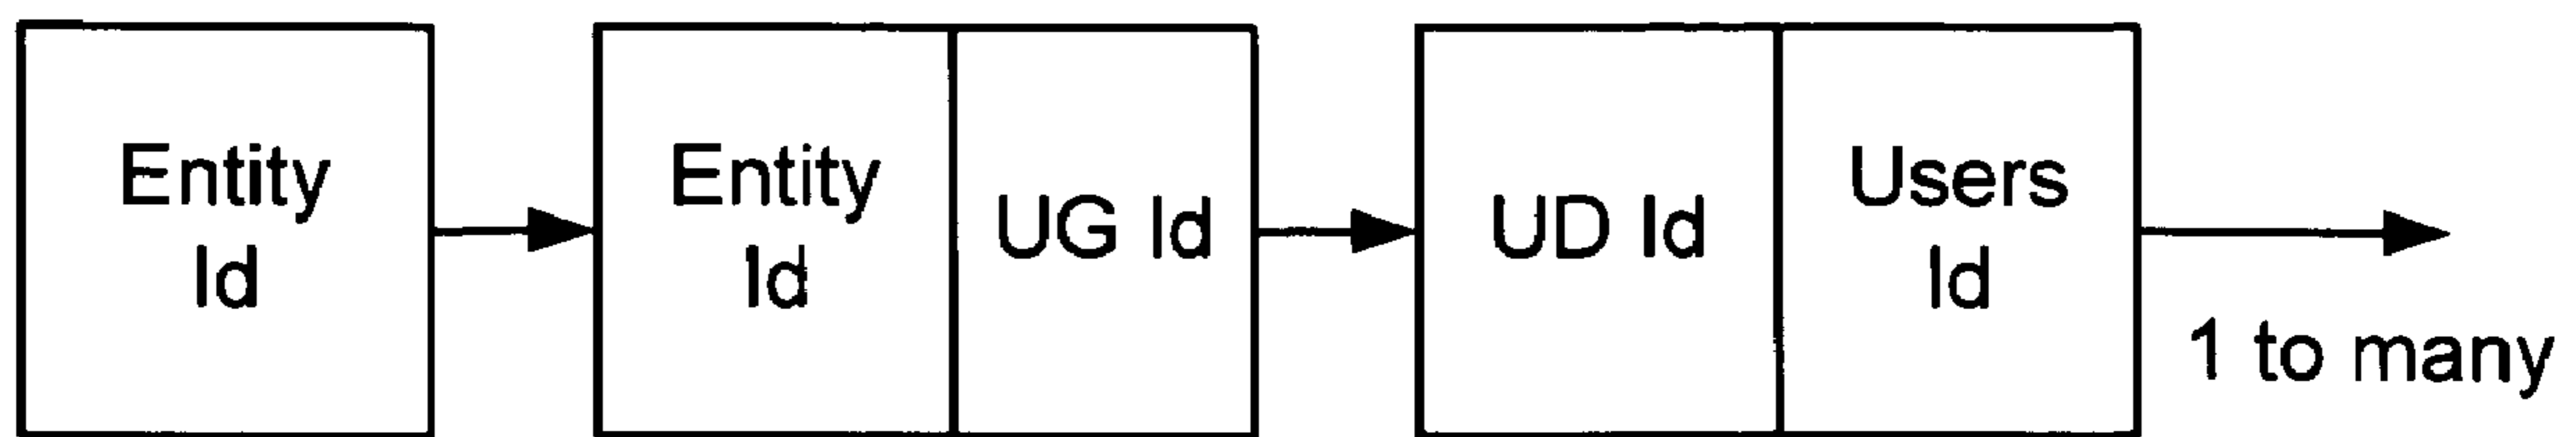 Entity
Id
Entity
Id
UG Id
UD Id
Users
Id
1 to many